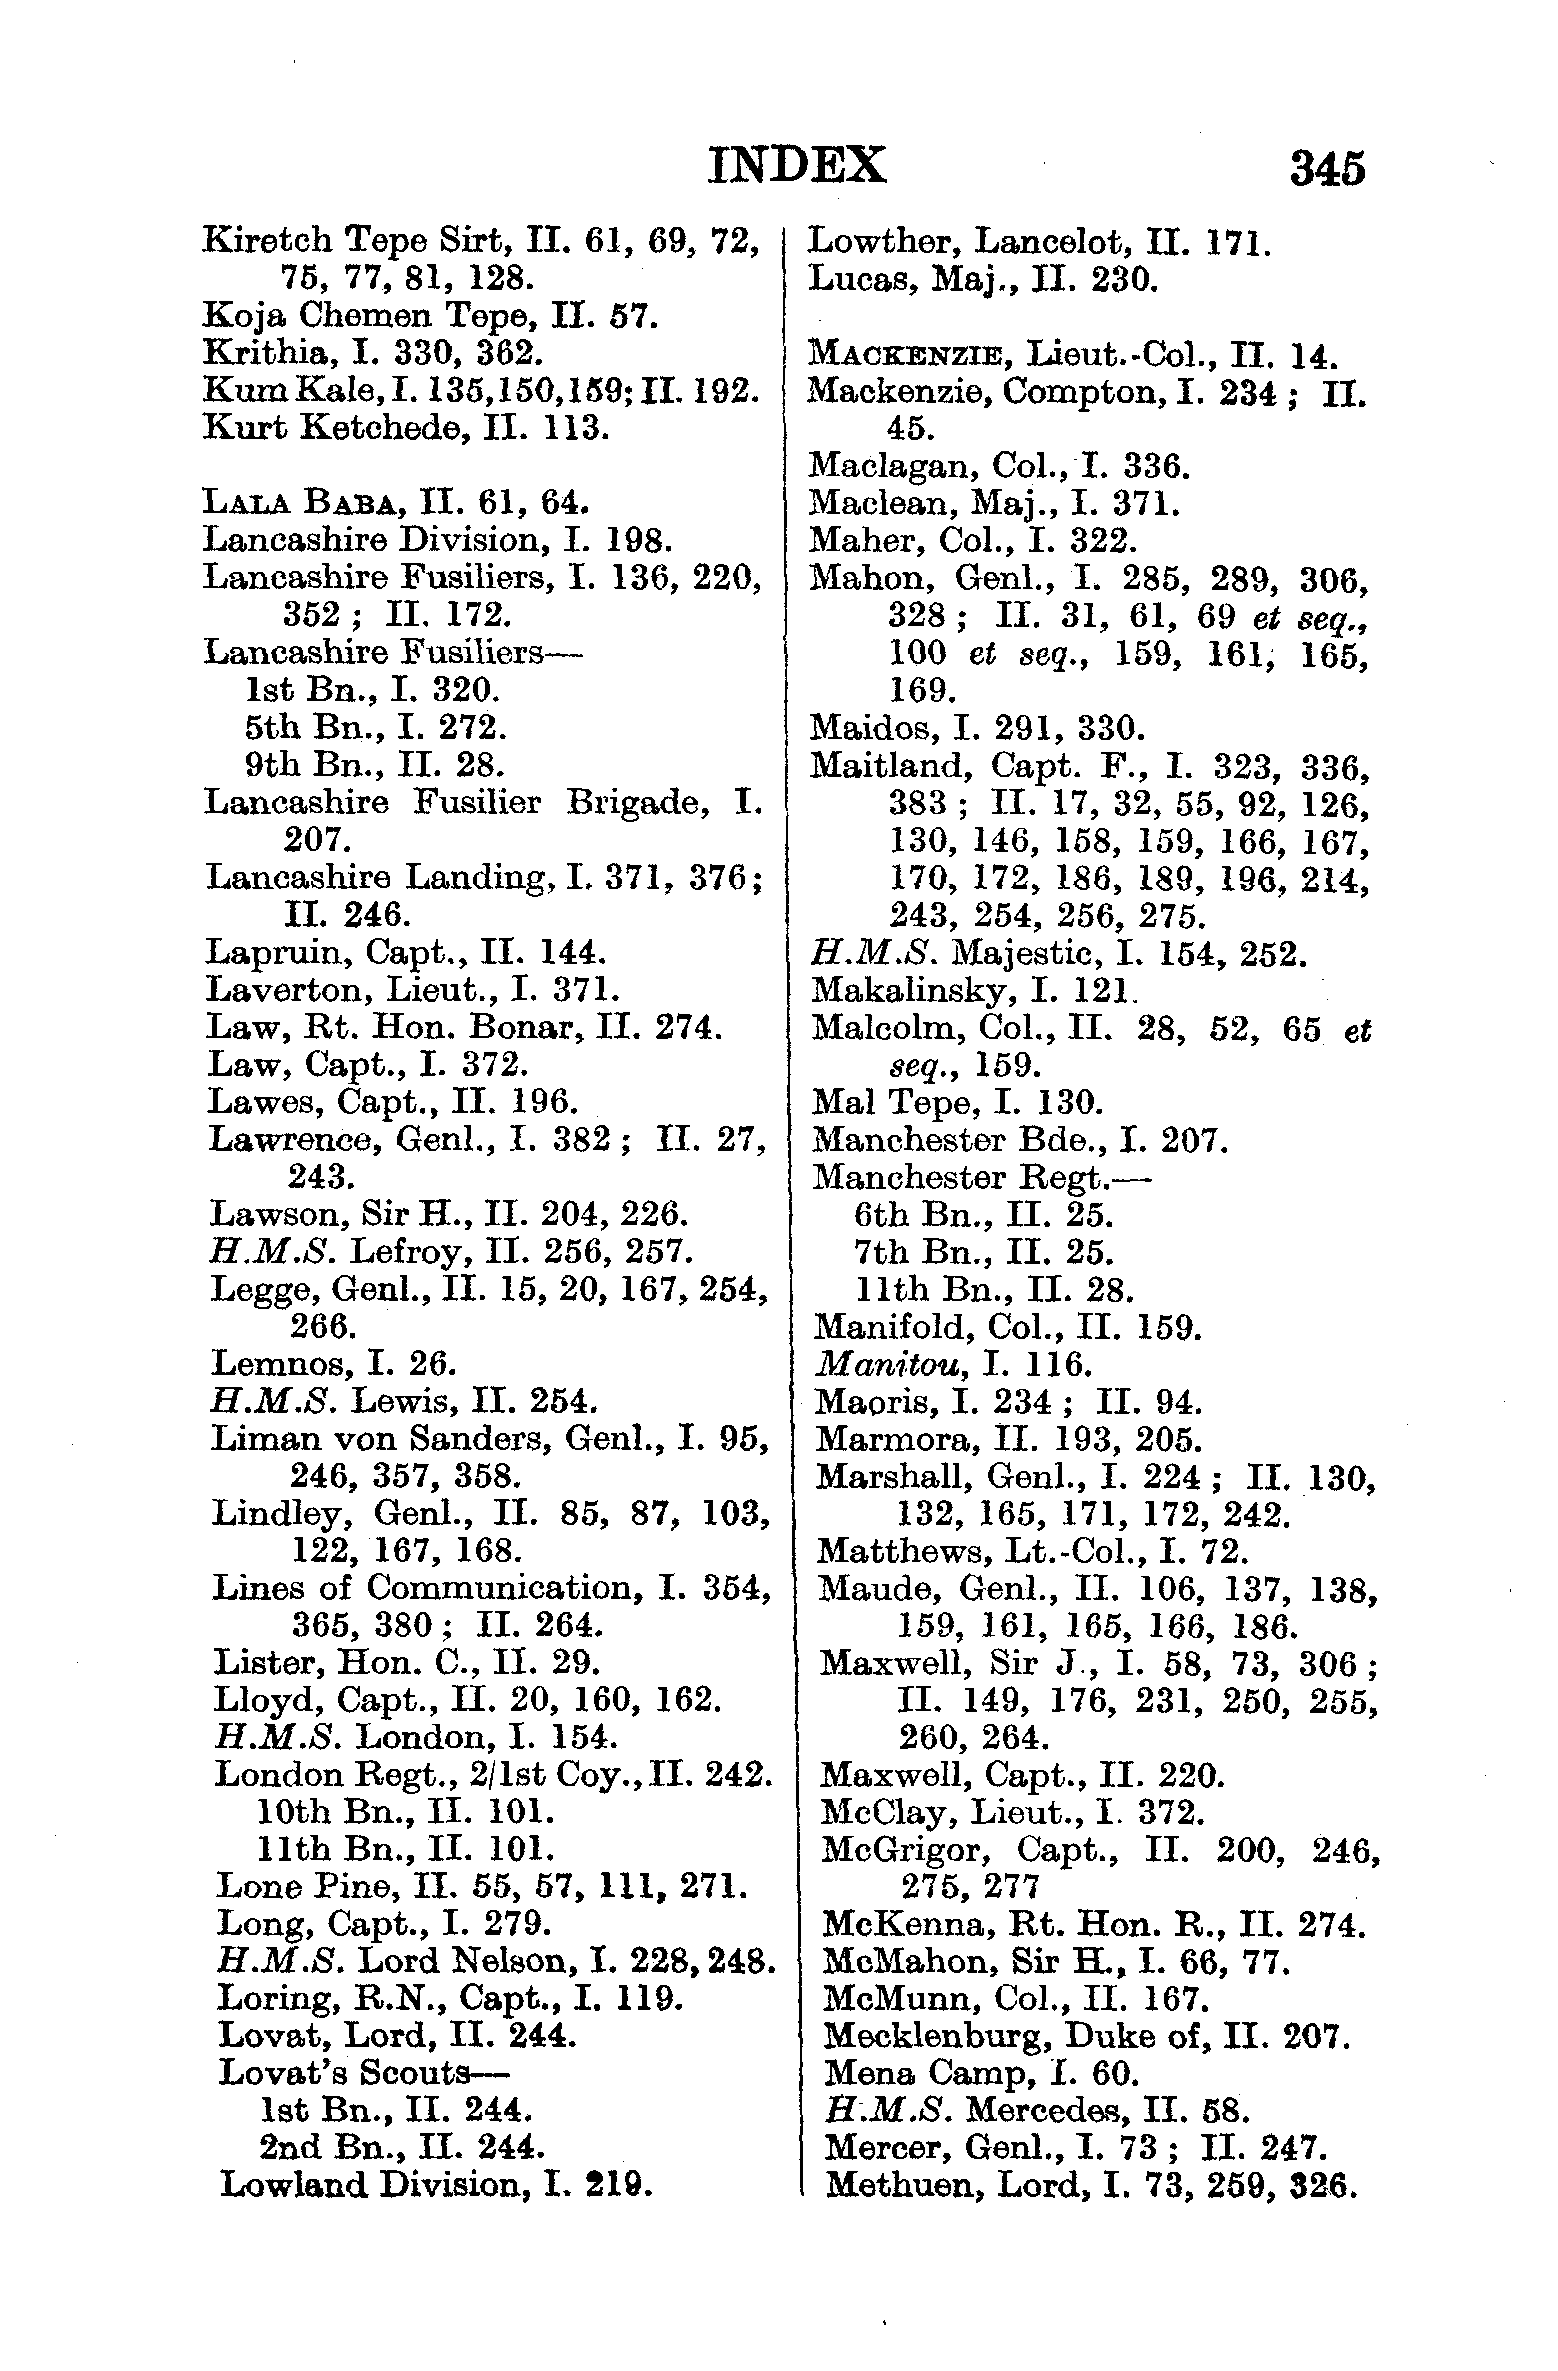 INDEX 345
Kiretch Tepe Sirt, II. 61, 69, 72,
75, 77, 81, 128.
Koja Chemen Tepe, II. 57.
Krithia, I. 330, 362.
Kum Kale, I. 135, 150, 159; II. 192.
Kurt Ketchede, II. 113.
LALA BABA, II. 61, 64.
Lancashire Division, I. 198.
Lancashire Fusiliers, I. 136, 220,
352 ; II. 172.
Lancashire Fusiliers—
1st Bn., I. 320.
5th Bn., I. 272.
9th Bn., II. 28.
Lancashire Fusilier Brigade, I.
207.
Lancashire Landing, I. 371, 376;
II. 246.
Lapruin, Capt., II. 144.
Laverton, Lieut., I. 371.
Law, Rt. Hon. Bonar, II. 274.
Law, Capt., I. 372.
Lawes, Capt., II. 196.
Lawrence, Genl., I. 382 ; II. 27,
243.
Lawson, Sir H., II. 204, 226.
H.M.S. Lefroy, II. 256, 257.
Legge, Genl., II. 15, 20, 167, 254,
266.
Lemnos, I. 26.
H.M.S. Lewis, II. 254.
Liman von Sanders, Genl., I. 95,
246, 357, 358.
Lindley, Genl., II. 85, 87, 103,
122, 167, 168.
Lines of Communication, I. 354,
365, 380 ; II. 264.
Lister, Hon. C., II. 29.
Lloyd, Capt., II. 20, 160, 162.
H.M.S. London, I. 154.
London Regt., 2/1st Coy., II. 242.
10th Bn., II. 101.
11th Bn., II. 101.
Lone Pine, II. 55, 57, 111, 271.
Long, Capt., I. 279.
H.M.S. Lord Nelson, I. 228, 248.
Loring, R.N., Capt., I. 119.
Lovat, Lord, II. 244.
Lovat's Scouts—
1st Bn., II. 244.
2nd Bn., II. 244.
Lowland Division, I. 219.
Lowther, Lancelot, II. 171.
Lucas, Maj., II. 230.
MACKENZIE, Lieut.-Col., II. 14.
Mackenzie, Compton, I. 234 ; II.
45.
Maclagan, Col., I. 336.
Maclean, Maj., I. 371.
Maher, Col., I. 322.
Mahon, Genl., I. 285, 289, 306,
328 ; II. 31, 61, 69 et seq.,
100 et seq., 159, 161, 165,
169.
Maidos, I. 291, 330.
Maitland, Capt. F., I. 323, 336,
383 ; II. 17, 32, 55, 92, 126,
130, 146, 158, 159, 166, 167,
170, 172, 186, 189, 196, 214,
243, 254, 256, 275.
H.M.S. Majestic, I. 154, 252.
Makalinsky, I. 121.
Malcolm, Col., II. 28, 52, 65 et
seq., 159.
Mal Tepe, I. 130.
Manchester Bde., I. 207.
Manchester Regt.—
6th Bn., II. 25.
7th Bn., II. 25.
11th Bn., II. 28.
Manifold, Col., II. 159.
Manitou, I. 116.
Maoris, I. 234 ; II. 94.
Marmora, II. 193, 205.
Marshall, Genl., I. 224 ; II. 130,
132, 165, 171, 172, 242.
Matthews, Lt.-Col., I. 72.
Maude, Genl., II. 106, 137, 138,
159, 161, 165, 166, 186.
Maxwell, Sir J., I. 58, 73, 306 ;
II. 149, 176, 231, 250, 255,
260, 264.
Maxwell, Capt., II. 220.
McClay, Lieut., I. 372.
McGrigor, Capt., II. 200, 246,
275, 277
McKenna, Rt. Hon. R., II. 274.
McMahon, Sir H., I. 66, 77.
McMunn, Col., II. 167.
Mecklenburg, Duke of, II. 207.
Mena Camp, I. 60.
H.M.S. Mercedes, II. 58.
Mercer, Genl., I. 73 ; II. 247.
Methuen, Lord, I. 73, 259, 326.